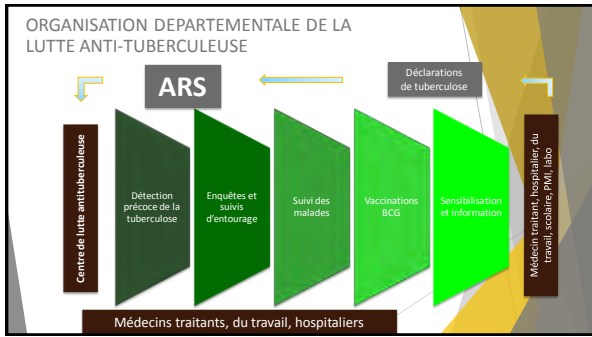 ORGANISATION DEPARTEMENTALE DE LA
LUTTE ANTI-TUBERCULEUSE
ARS
Déclarations
de tuberculose
Centre de lutte antituberculeuse
Détection
précoce de la
tuberculose
Enquêtes et
suivis
d'entourage
Suivi des
malades
Vaccinations
BCG
Sensibilisation
et information
Médecin traitant, hospitalier, du
travail, scolaire, PMI, labo
Médecins traitants, du travail, hospitaliers